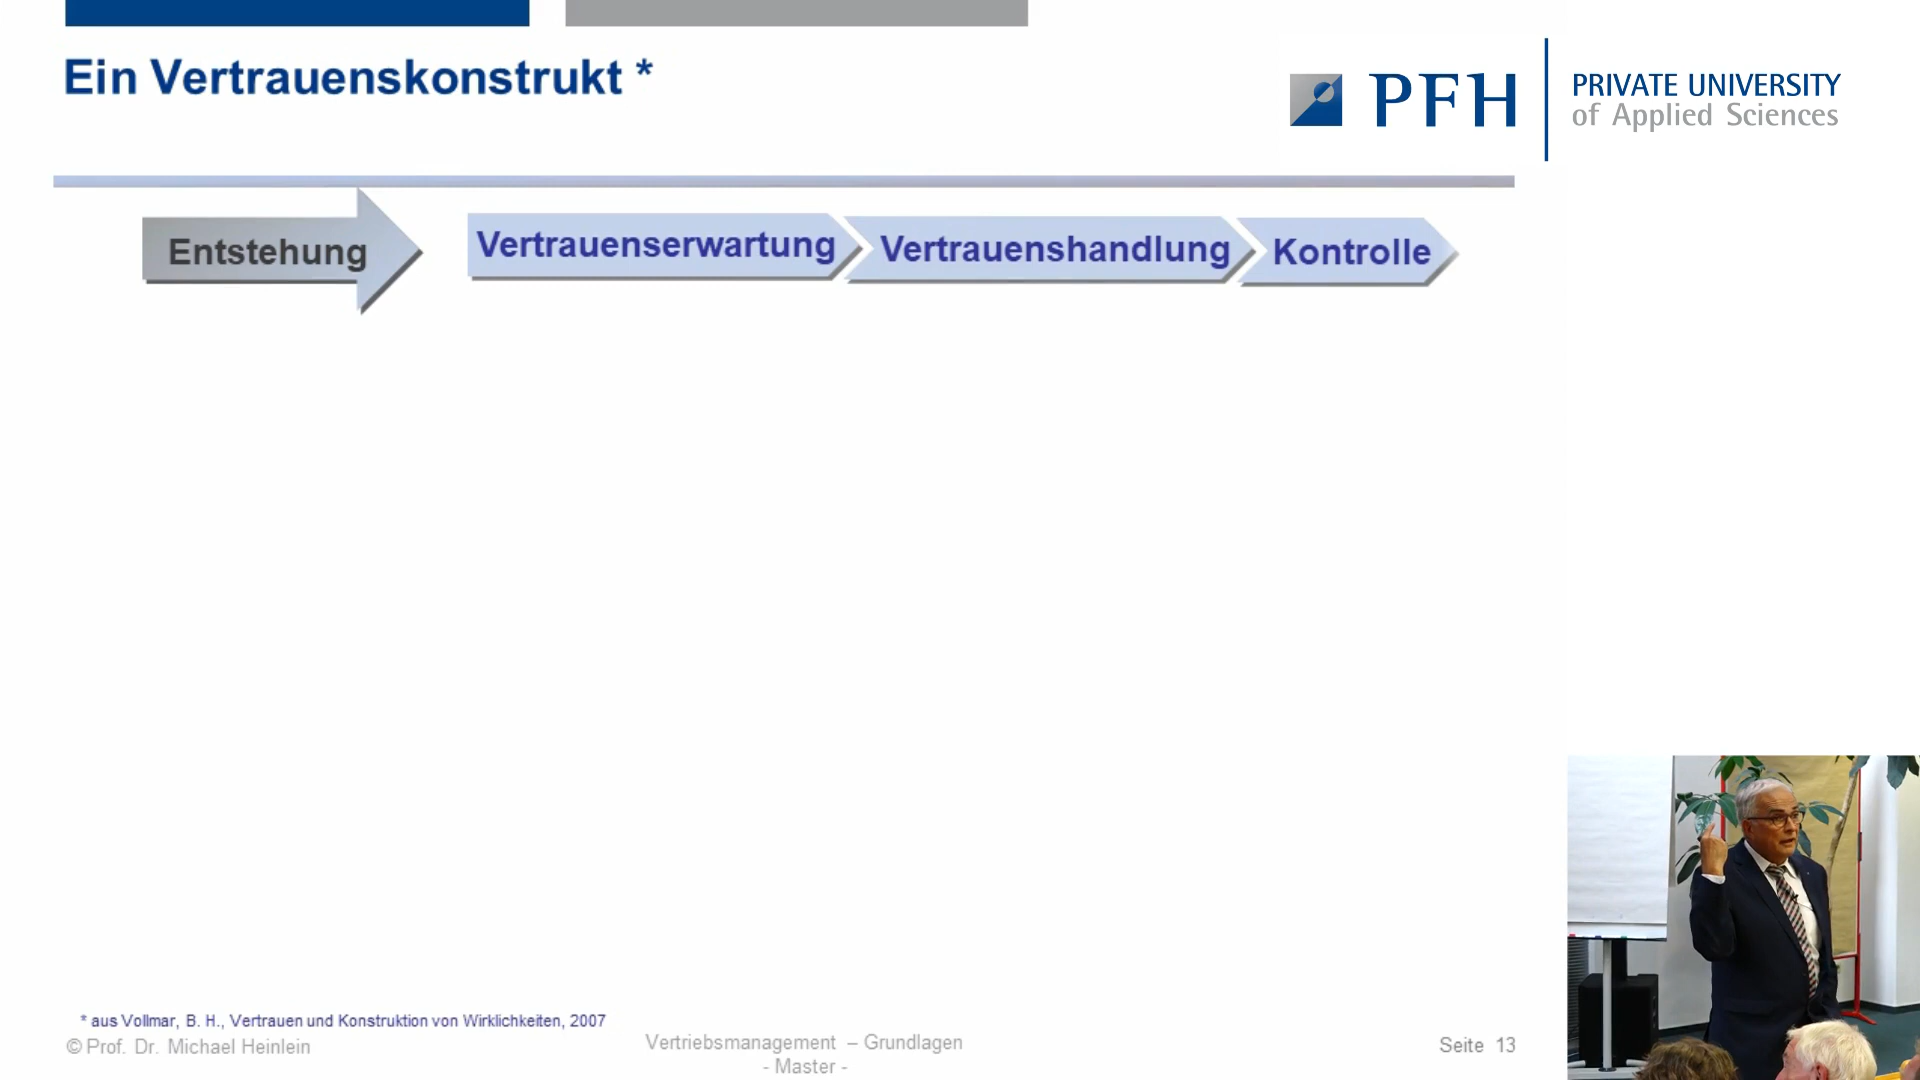 Ein Vertrauenskonstrukt *
PFH
PRIVATE UNIVERSITY
of Applied Sciences
Entstehung
Vertrauenserwartung
Vertrauenshandlung
Kontrolle
* aus Vollmar, B. H., Vertrauen und Konstruktion von Wirklichkeiten, 2007
© Prof. Dr. Michael Heinlein
Vertriebsmanagement – Grundlagen
- Master -
Seite 13